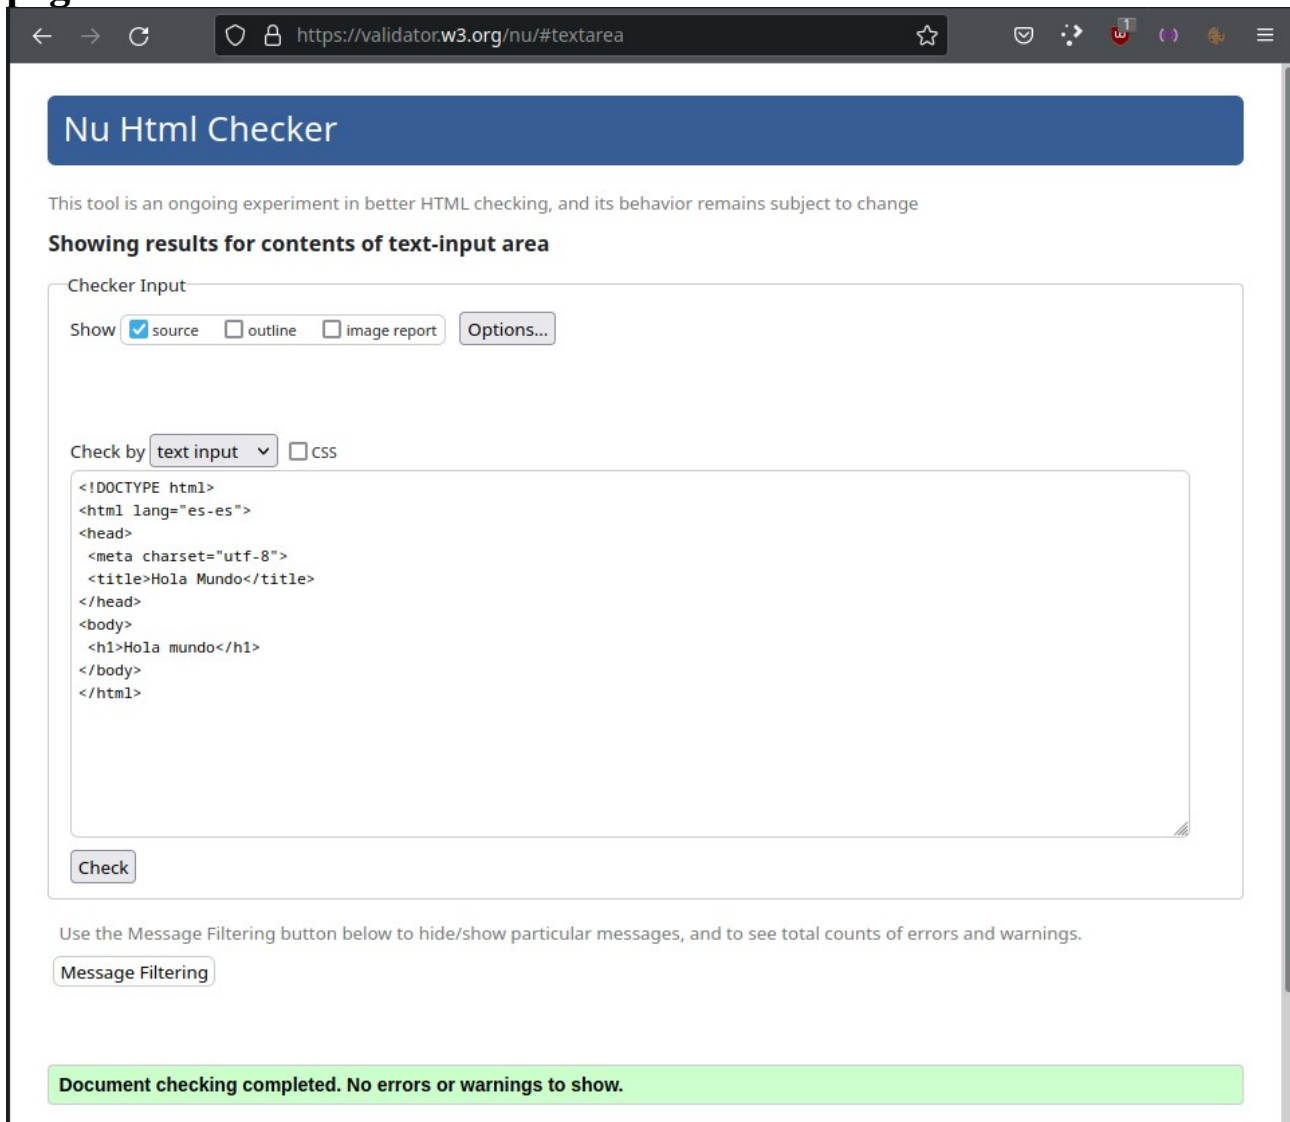 https://validator.w3.org/nu/#textarea
1
Nu Html Checker
This tool is an ongoing experiment in better HTML checking, and its behavior remains subject to change
Showing results for contents of text-input area
Checker Input
Show source outline image report Options...
Check by text input CSS
<!DOCTYPE html>
<html lang="es-es">
<head>
 <meta charset="utf-8">
 <title>Hola Mundo</title>
</head>
<body>
 <h1>Hola mundo</h1>
</body>
</html>
Check
Use the Message Filtering button below to hide/show particular messages, and to see total counts of errors and warnings.
Message Filtering
Document checking completed. No errors or warnings to show.